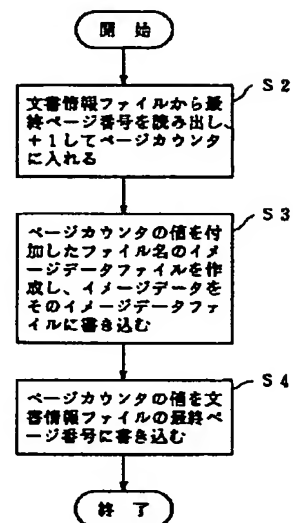 開 始
S2
文書情報ファイルから最
終ページ番号を読み出し、
+1してページカウンタ
に入れる
S3
ページカウンタの値を付
加したファイル名のイメ
ージデータファイルを作
成し、イメージデータを
そのイメージデータファ
イルに書き込む
S4
ページカウンタの値を文
書情報ファイルの最終ペ
ージ番号に書き込む
終 了